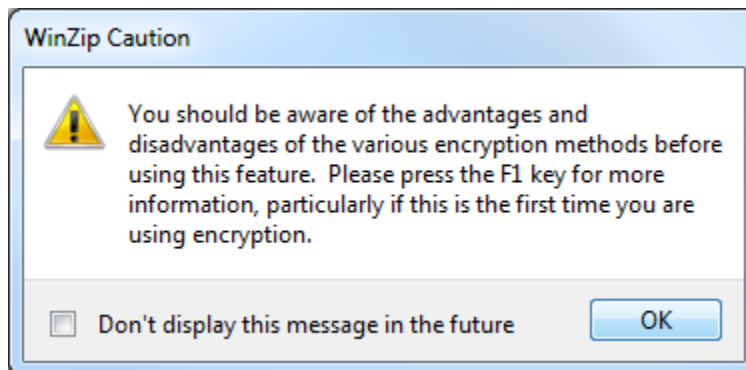 WinZip Caution
You should be aware of the advantages and
disadvantages of the various encryption methods before
using this feature.  Please press the F1 key for more
information, particularly if this is the first time you are
using encryption.
Don't display this message in the future
OK